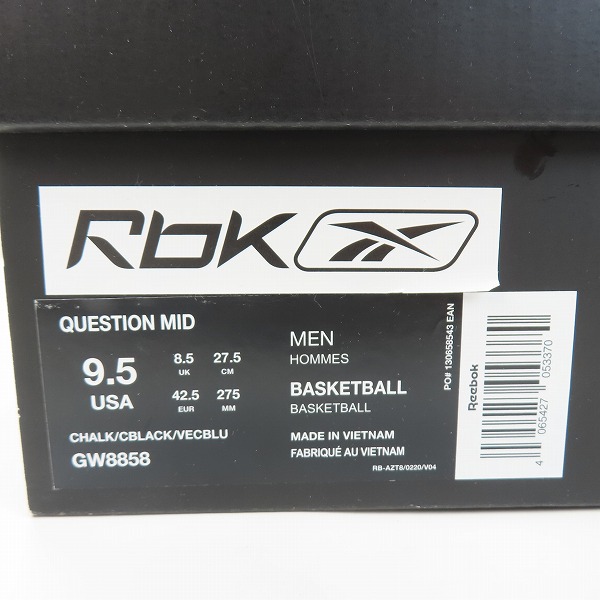 Rbk
QUESTION MID
9.5
USA
8.5
UK
27.5
CM
42.5
EUR
275
MM
CHALK/CBLACK/VECBLU
GW8858
MEN
HOMMES
BASKETBALL
BASKETBALL
MADE IN VIETNAM
FABRIQUÉ AU VIETNAM
RB-AZT8/0220/V04
PO# 130658543 EAN
Reebok
4 065427 053370